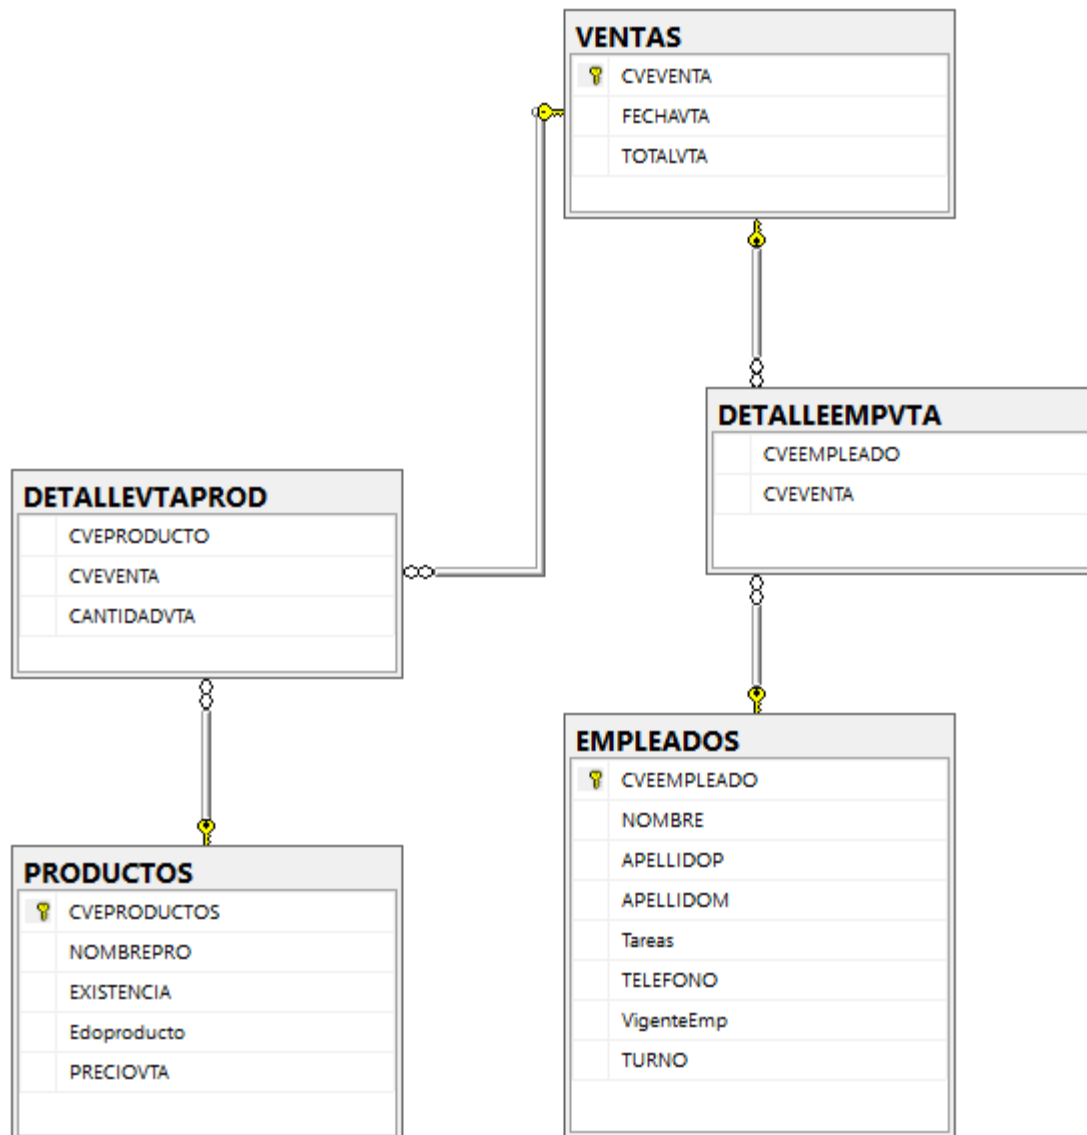 VENTAS
CVEVENTA
FECHAVTA
TOTALVTA
DETALLEEMPVTA
CVEEMPLEADO
CVEVENTA
DETALLEVTAPROD
CVEPRODUCTO
CVEVENTA
CANTIDADVTA
EMPLEADOS
CVEEMPLEADO
NOMBRE
APELLIDOP
APELLIDOM
Tareas
TELEFONO
VigenteEmp
TURNO
PRODUCTOS
CVEPRODUCTOS
NOMBREPRO
EXISTENCIA
Edoproducto
PRECIOVTA